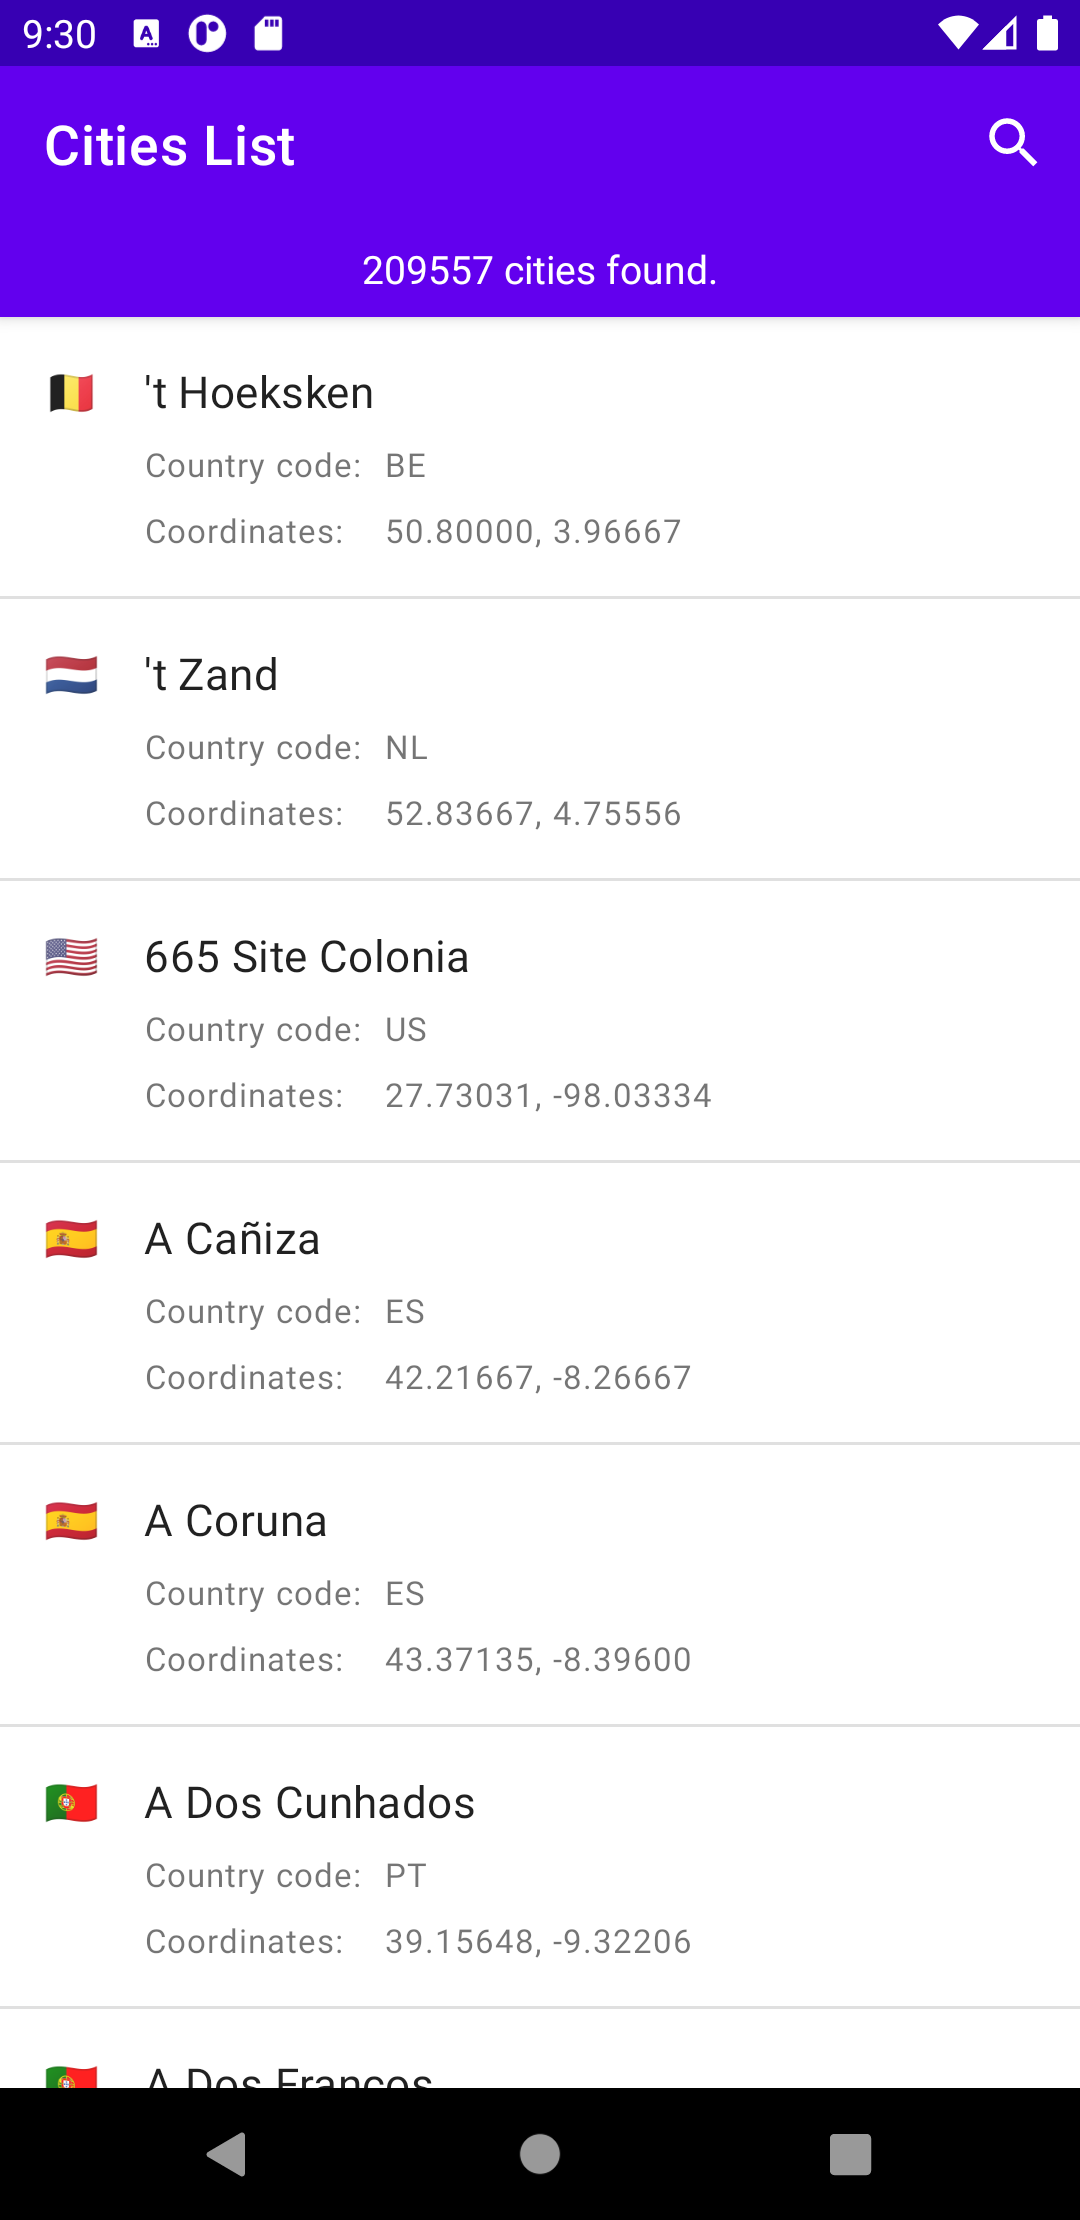 9:30
Cities List
209557 cities found.
't Hoeksken
Country code: BE
Coordinates: 50.80000, 3.96667
't Zand
Country code: NL
Coordinates: 52.83667, 4.75556
665 Site Colonia
Country code: US
Coordinates: 27.73031, -98.03334
A Cañiza
Country code: ES
Coordinates: 42.21667, -8.26667
A Coruna
Country code: ES
Coordinates: 43.37135, -8.39600
A Dos Cunhados
Country code: PT
Coordinates: 39.15648, -9.32206
A Dos Francos